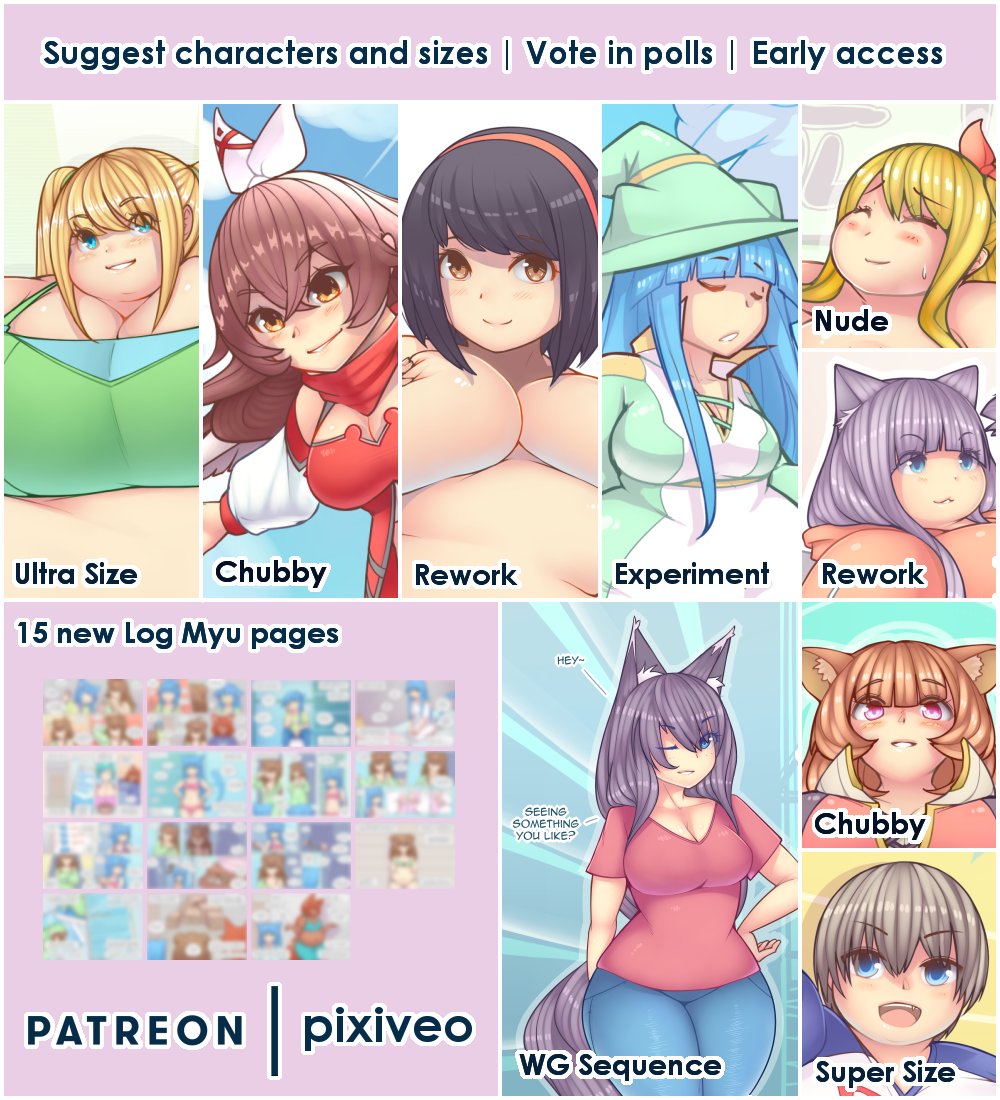 Suggest characters and sizes | Vote in polls | Early access
Ultra Size
Chubby
Rework
Experiment
Nude
Rework
15 new Log Myu pages
HEY~
SEEING
SOMETHING
YOU LIKE?
WG Sequence
Chubby
Super Size
PATREON | pixiveo